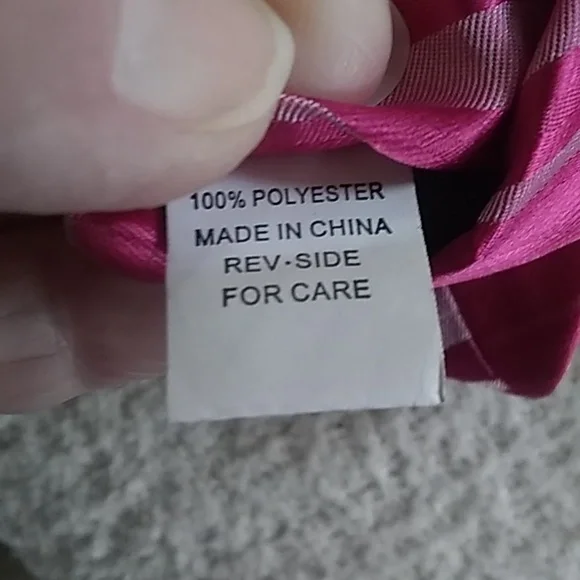 100% POLYESTER
MADE IN CHINA
REV·SIDE
FOR CARE